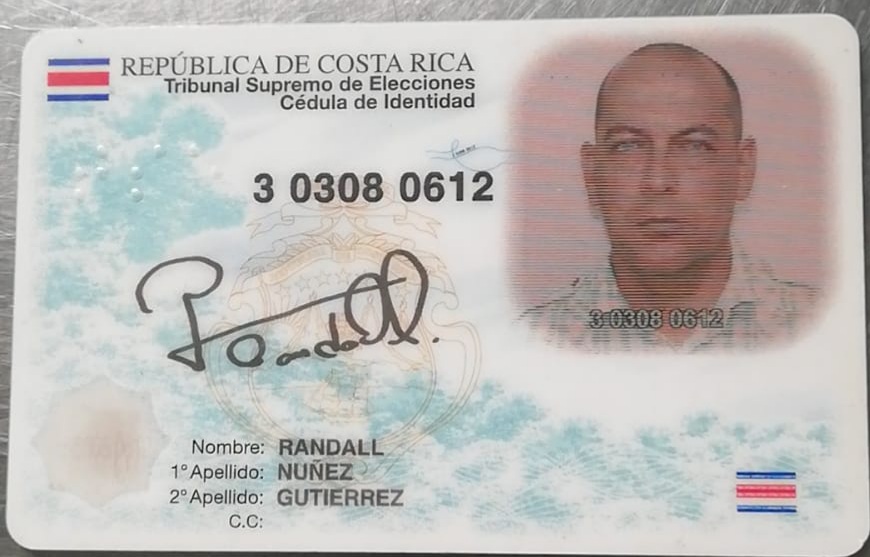 REPÚBLICA DE COSTA RICA
Tribunal Supremo de Elecciones
Cédula de Identidad
3 0308 0612
Randall.
3 0308 0612
Nombre: RANDALL
1° Apellido: NUÑEZ
2° Apellido: GUTIERREZ
C.C: